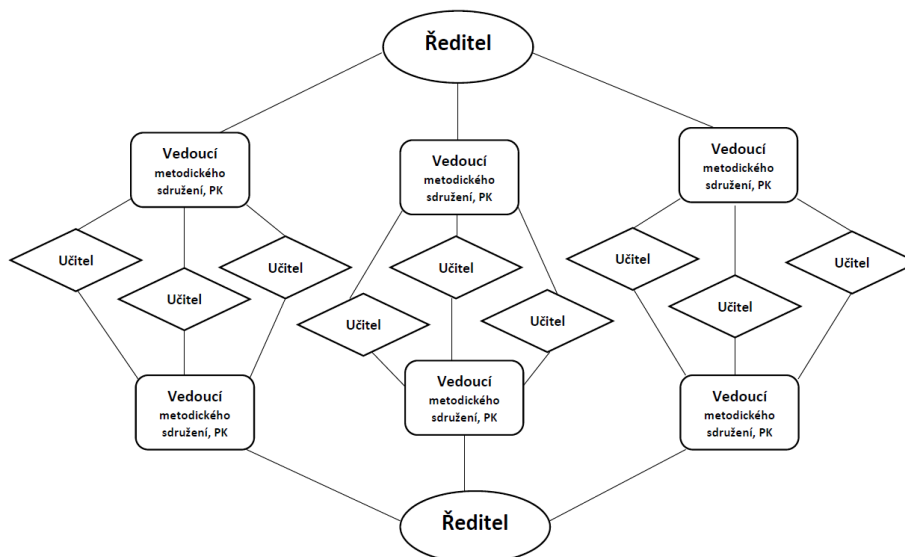 Ředitel
Vedoucí
metodického
sdružení, PK
Vedoucí
metodického
sdružení, PK
Vedoucí
metodického
sdružení, PK
Učitel
Učitel
Učitel
Učitel
Učitel
Učitel
Učitel
Učitel
Učitel
Vedoucí
metodického
sdružení, PK
Vedoucí
metodického
sdružení, PK
Vedoucí
metodického
sdružení, PK
Ředitel